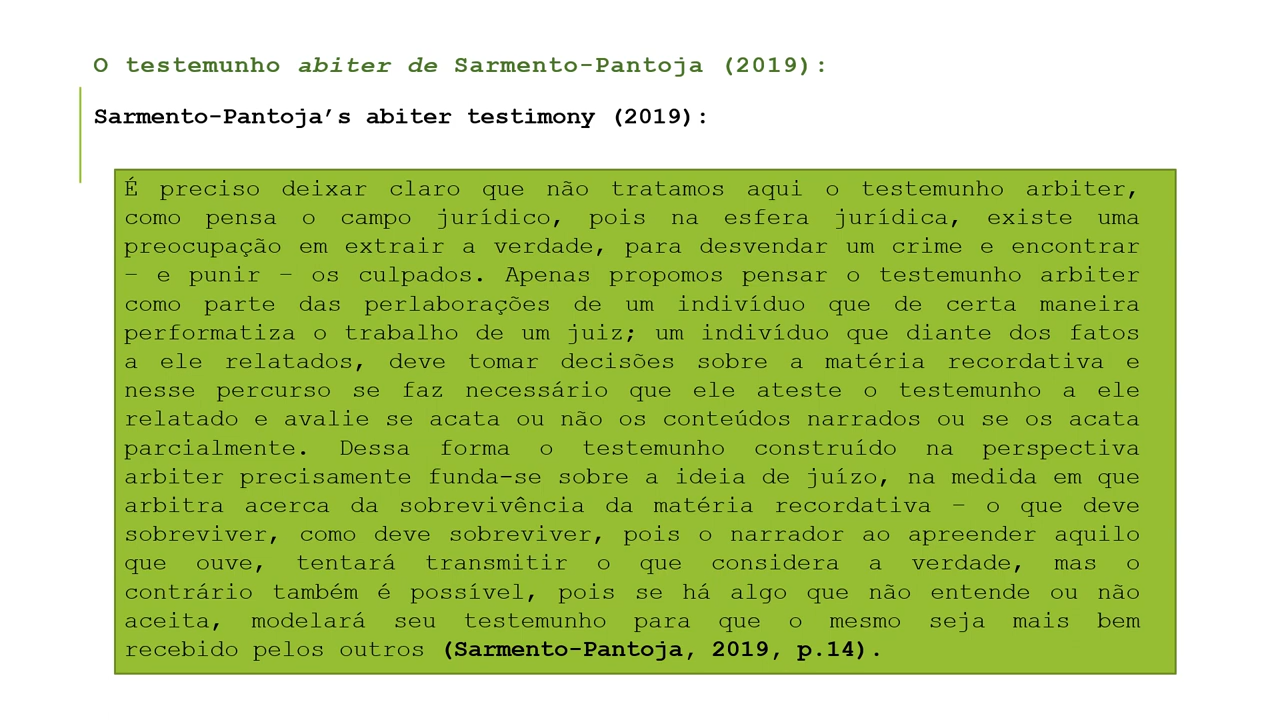 O testemunho abiter de Sarmento-Pantoja (2019):
Sarmento-Pantoja’s abiter testimony (2019):
É preciso deixar claro que não tratamos aqui o testemunho arbiter,
como pensa o campo jurídico, pois na esfera jurídica, existe uma
preocupação em extrair a verdade, para desvendar um crime e encontrar
– e punir – os culpados. Apenas propomos pensar o testemunho arbiter
como parte das perlaborações de um indivíduo que de certa maneira
performatiza o trabalho de um juiz; um indivíduo que diante dos fatos
a ele relatados, deve tomar decisões sobre a matéria recordativa e
nesse percurso se faz necessário que ele ateste o testemunho a ele
relatado e avalie se acata ou não os conteúdos narrados ou se os acata
parcialmente. Dessa forma o testemunho construído na perspectiva
arbiter precisamente funda-se sobre a ideia de juízo, na medida em que
arbitra acerca da sobrevivência da matéria recordativa – o que deve
sobreviver, como deve sobreviver, pois o narrador ao apreender aquilo
que ouve, tentará transmitir o que considera a verdade, mas o
contrário também é possível, pois se há algo que não entende ou não
aceita, modelará seu testemunho para que o mesmo seja mais bem
recebido pelos outros (Sarmento-Pantoja, 2019, p.14).